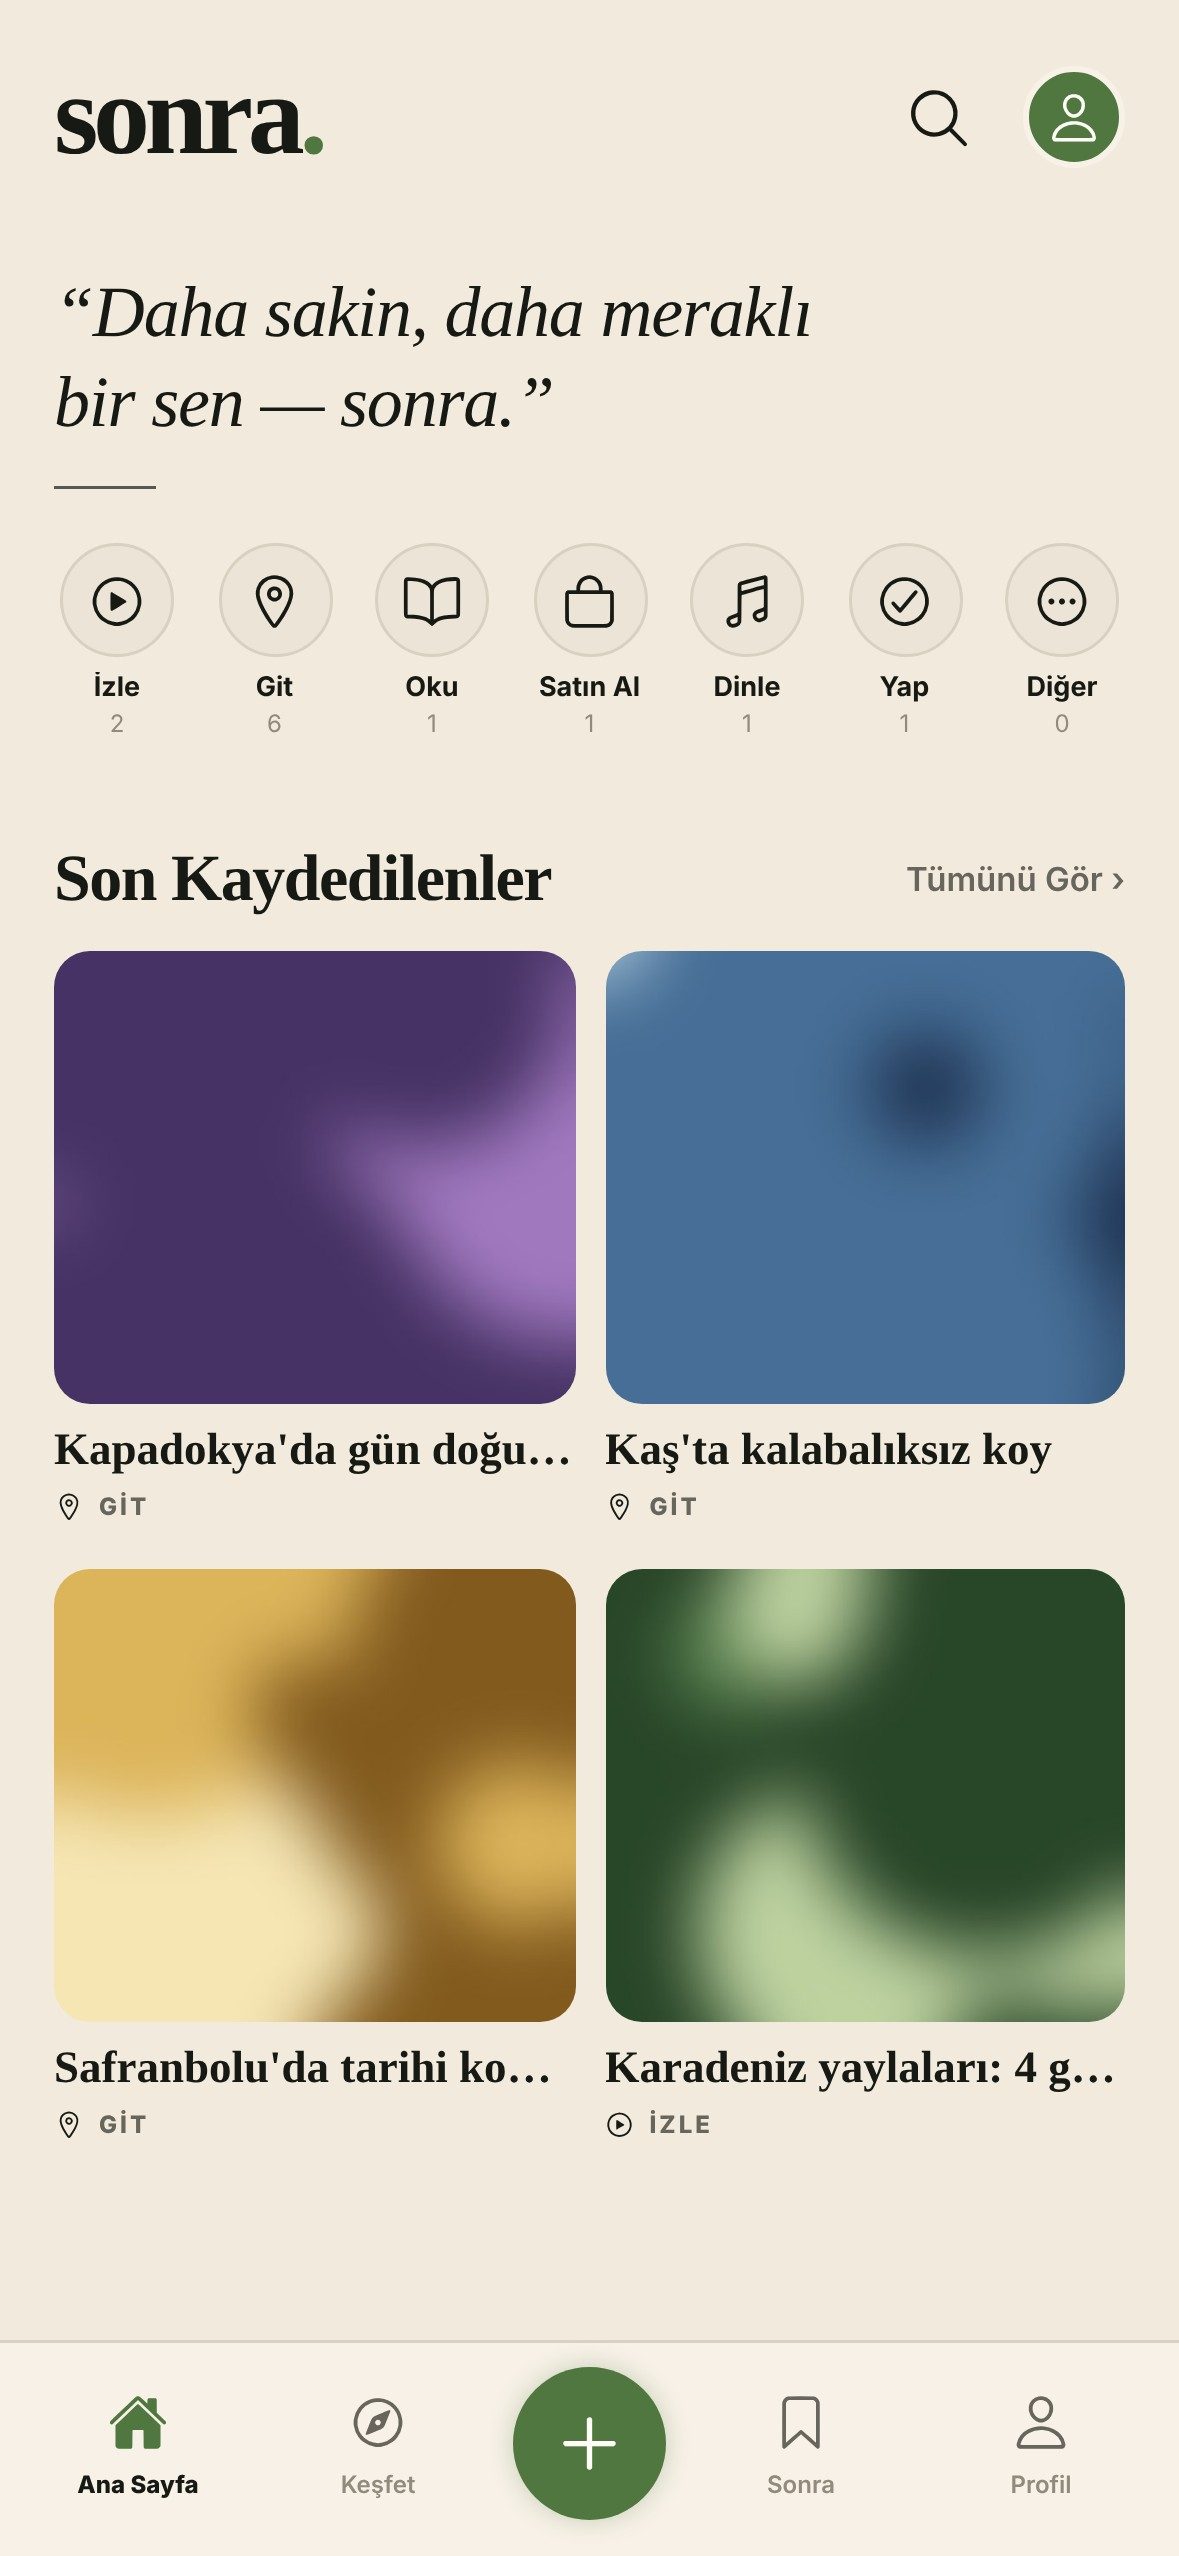 sonra.
“Daha sakin, daha meraklı
bir sen — sonra.”
İzle
2
Git
6
Oku
1
Satın Al
1
Dinle
1
Yap
1
Diğer
0
Son Kaydedilenler
Tümünü Gör ›
Kapadokya'da gün doğu...
GİT
Kaş'ta kalabalıksız koy
GİT
Safranbolu'da tarihi ko...
GİT
Karadeniz yaylaları: 4 g...
İZLE
Ana Sayfa
Keşfet
Sonra
Profil